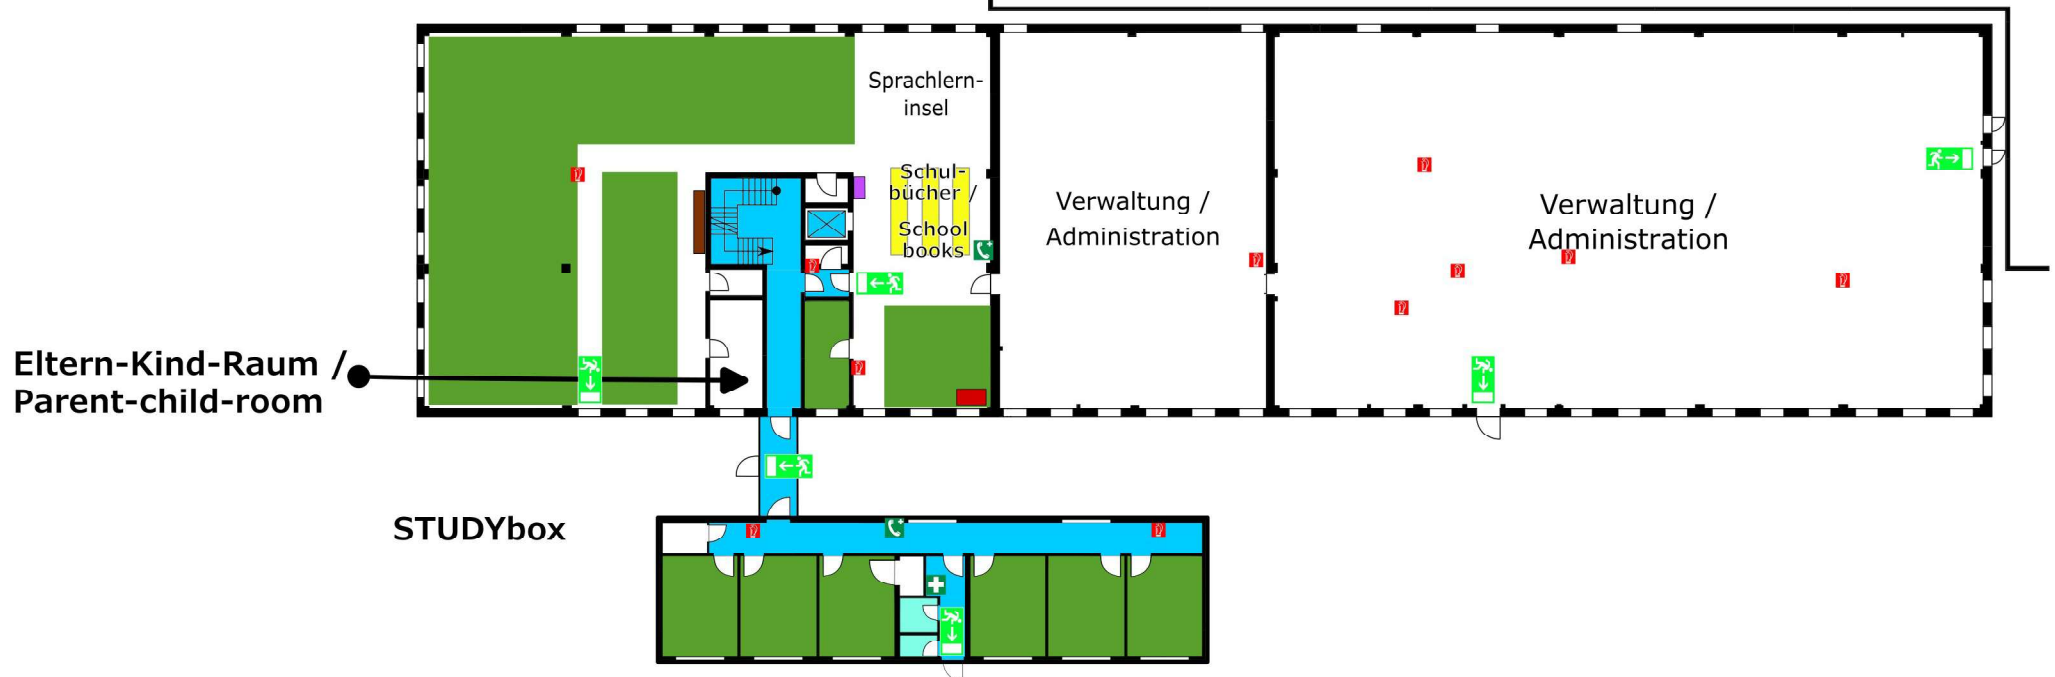 Sprachlern-
insel
Schul-
bücher /
School
books
Verwaltung /
Administration
Verwaltung /
Administration
Eltern-Kind-Raum /
Parent-child-room
STUDYbox